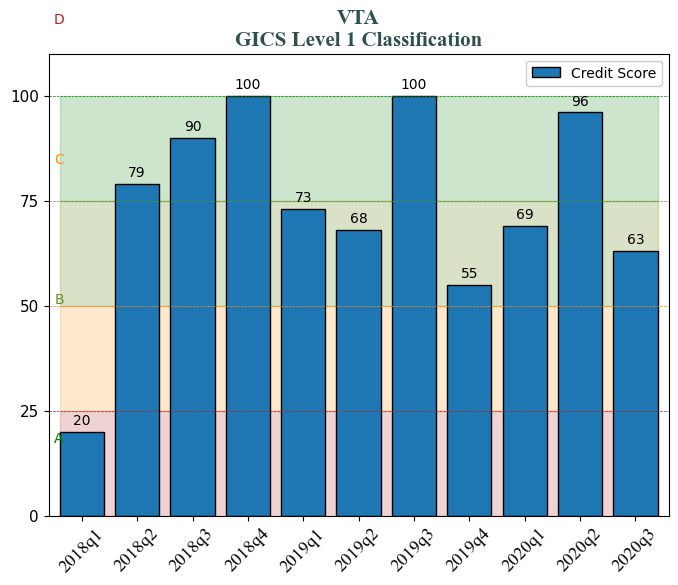 D
VTA
GICS Level 1 Classification
Credit Score
100
75
50
25
0
C
B
A
20
79
90
100
73
68
100
55
69
96
63
2018q1
2018q2
2018q3
2018q4
2019q1
2019q2
2019q3
2019q4
2020q1
2020q2
2020q3